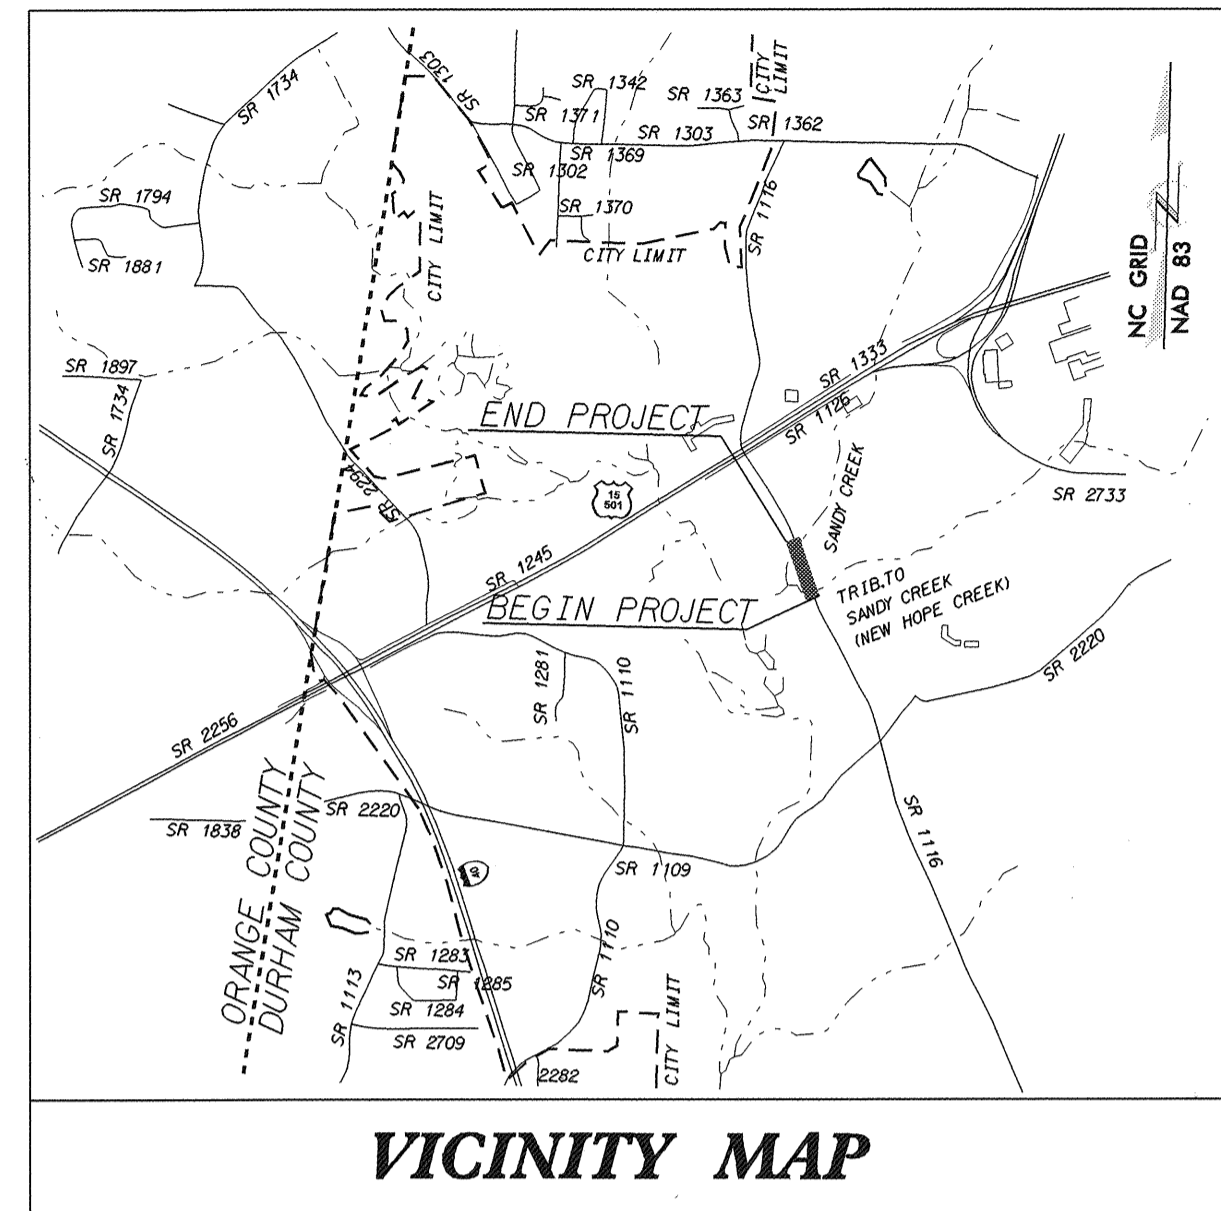 SR 1734
SR 1303
SR 1342
SR 1371
SR 1363
CITY
LIMIT
SR 1303
SR 1362
SR 1369
SR 1302
SR 1370
CITY LIMIT
SR 1116
SR 1794
SR 1881
CITY LIMIT
NC GRID
NAD 83
SR 1897
SR 1734
SR 1333
SR 1126
END PROJECT
SR 2294
15
501
SANDY CREEK
SR 2733
SR 1245
BEGIN PROJECT
TRIB.TO
SANDY CREEK
(NEW HOPE CREEK)
SR 2220
SR 1281
SR 1110
SR 2256
SR 1838
SR 2220
SR 1109
SR 1116
40
ORANGE COUNTY
DURHAM COUNTY
SR 1283
SR 1285
SR 1284
SR 1113
SR 2709
SR 1110
CITY LIMIT
2282
VICINITY MAP